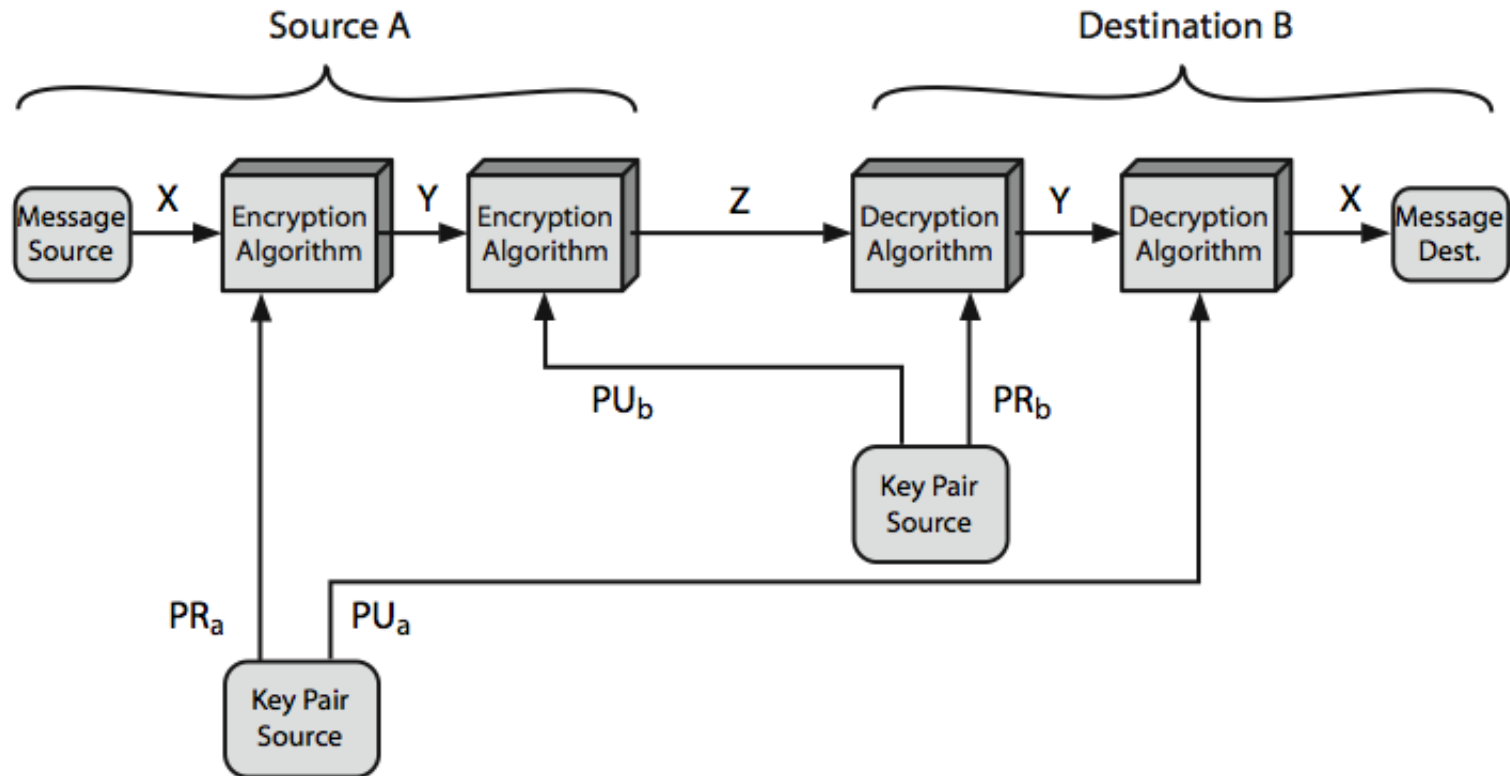 Source A
Destination B
Message
Source
X
Encryption
Algorithm
Y
Encryption
Algorithm
Z
Decryption
Algorithm
Y
Decryption
Algorithm
X
Message
Dest.
PUb
PRb
Key Pair
Source
PRa
PUa
Key Pair
Source